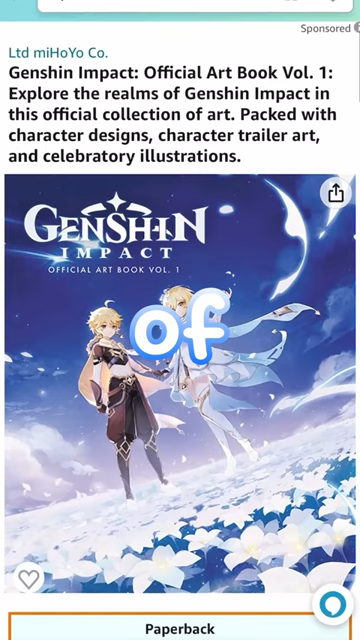 Sponsored
Ltd miHoYo Co.
Genshin Impact: Official Art Book Vol. 1:
Explore the realms of Genshin Impact in
this official collection of art. Packed with
character designs, character trailer art,
and celebratory illustrations.
GENSHIN
IMPACT
OFFICIAL ART BOOK VOL. 1
of
Paperback